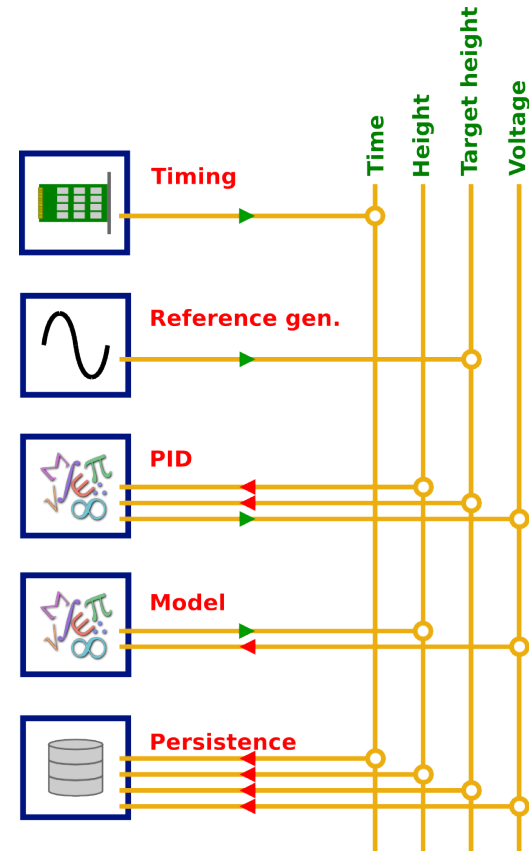 Time
Height
Target height
Voltage
Timing
Reference gen.
PID
Model
Persistence